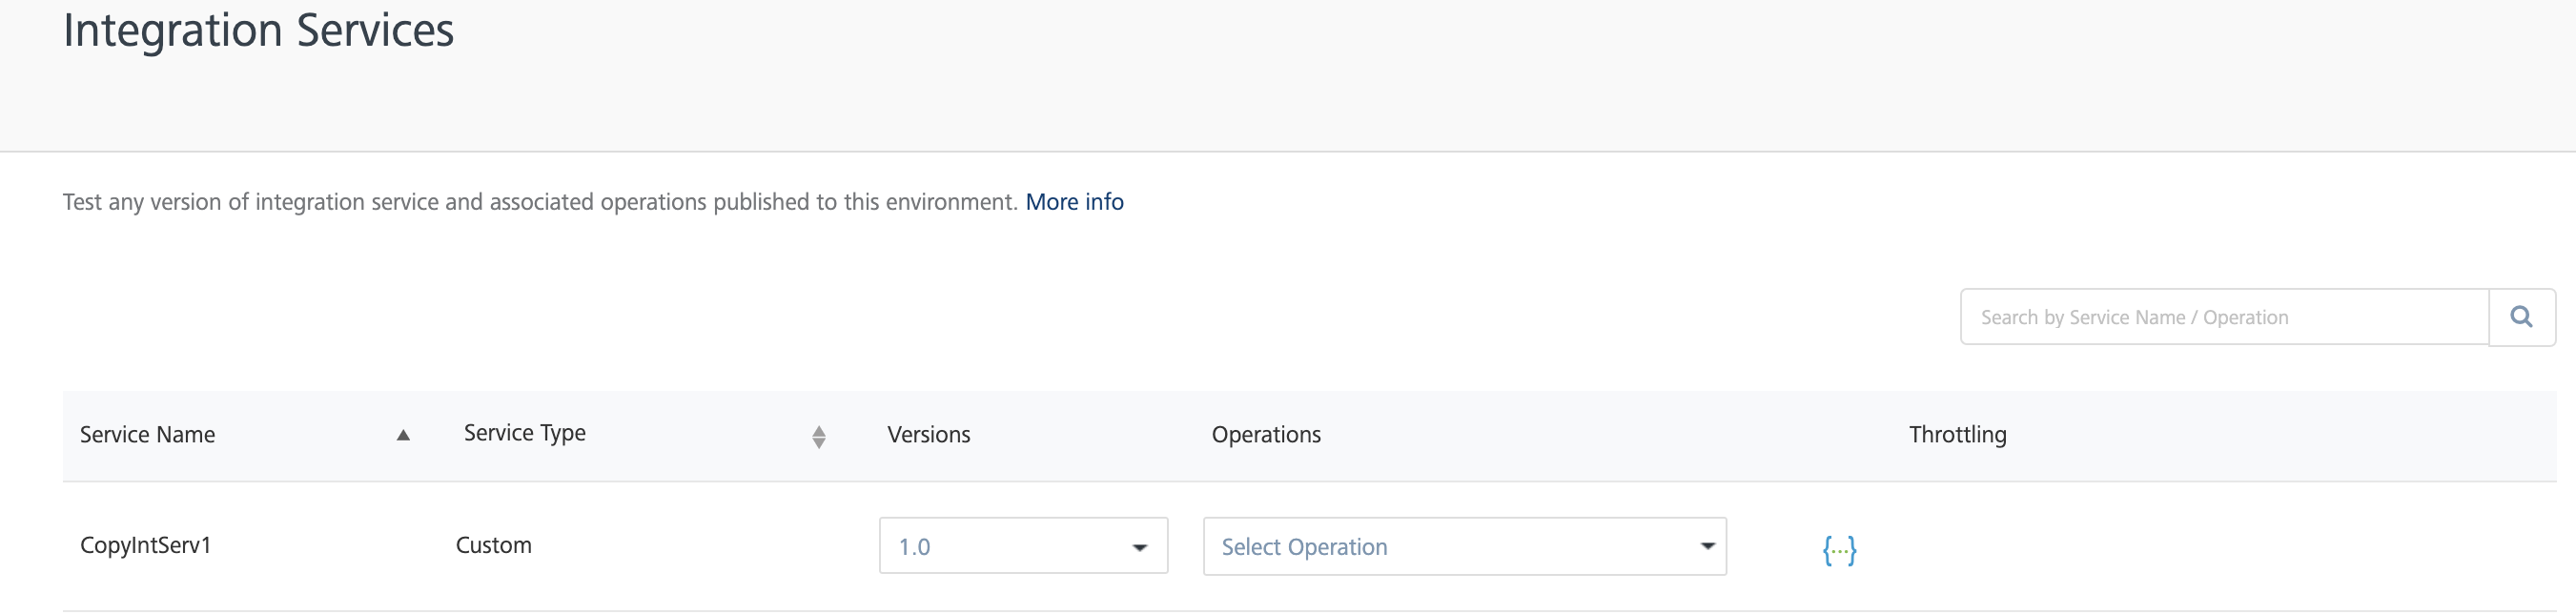 Integration Services
Test any version of integration service and associated operations published to this environment. More info
Search by Service Name / Operation
Service Name Service Type Versions Operations Throttling
CopyIntServ1 Custom 1.0 Select Operation {...}